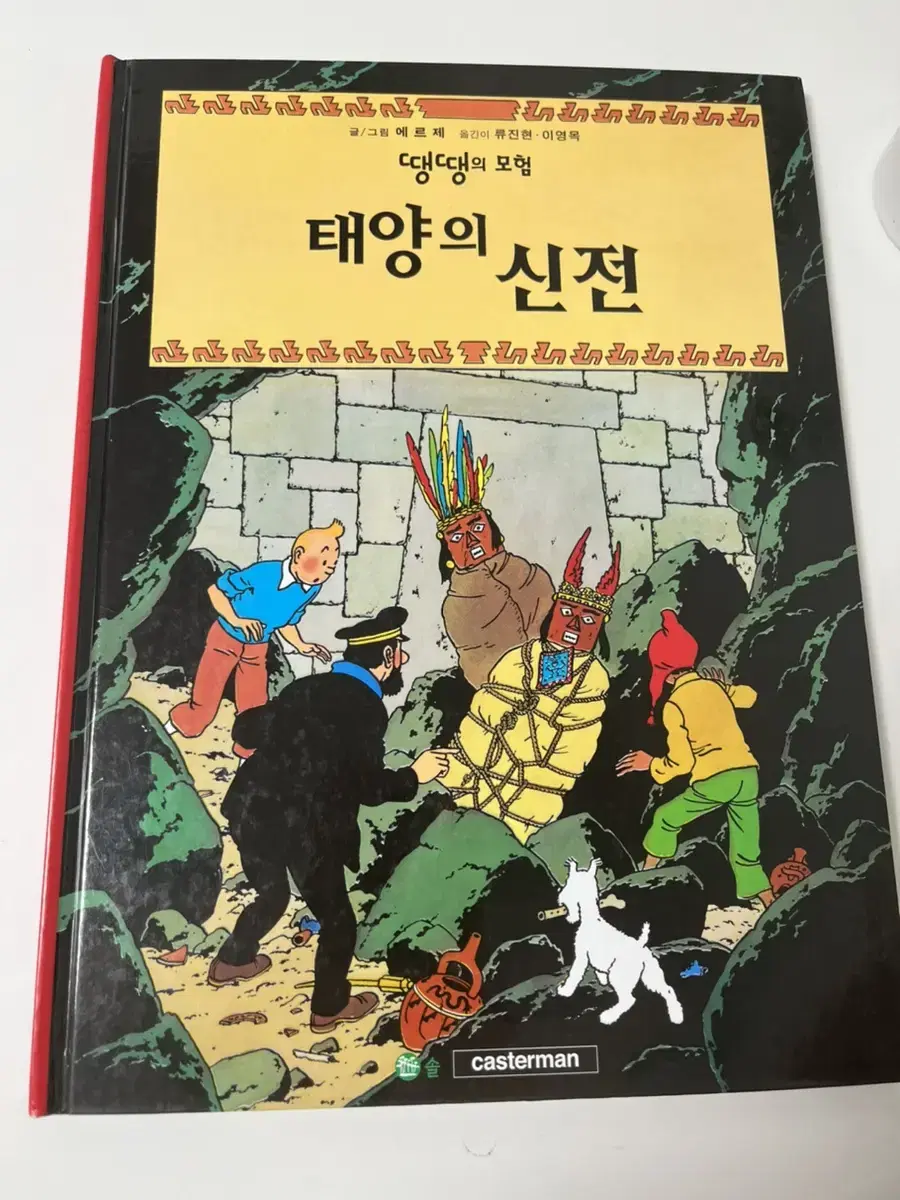 글/그림 에르제 옮긴이 류진현·이영목
땡땡의 모험
태양의
신전
솔 casterman